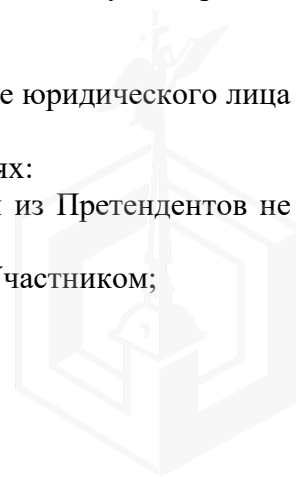 е юридического лица
ях:
из Претендентов не
Участником;